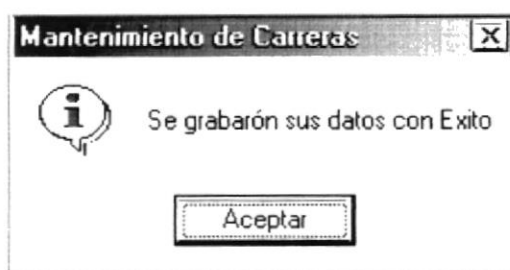 Mantenimiento de Carreras
Se grabarón sus datos con Exito
Aceptar